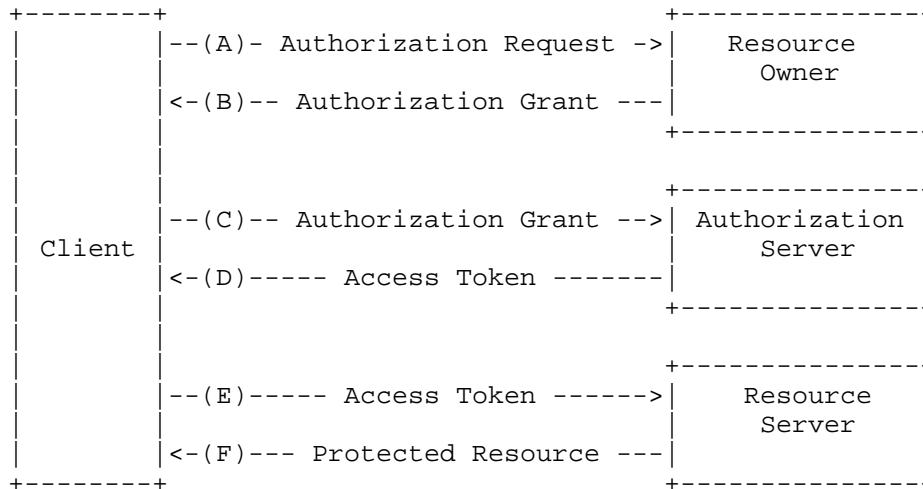 +--------+                               +---------------
|        |--(A)- Authorization Request ->|   Resource
|        |                               |     Owner
|        |<-(B)-- Authorization Grant ---|
|        |                               +---------------
|        |
|        |                               +---------------
|        |--(C)-- Authorization Grant -->| Authorization
| Client |                               |     Server
|        |<-(D)----- Access Token -------|
|        |                               +---------------
|        |
|        |                               +---------------
|        |--(E)----- Access Token ------>|    Resource
|        |                               |     Server
|        |<-(F)--- Protected Resource ---|
+--------+                               +---------------